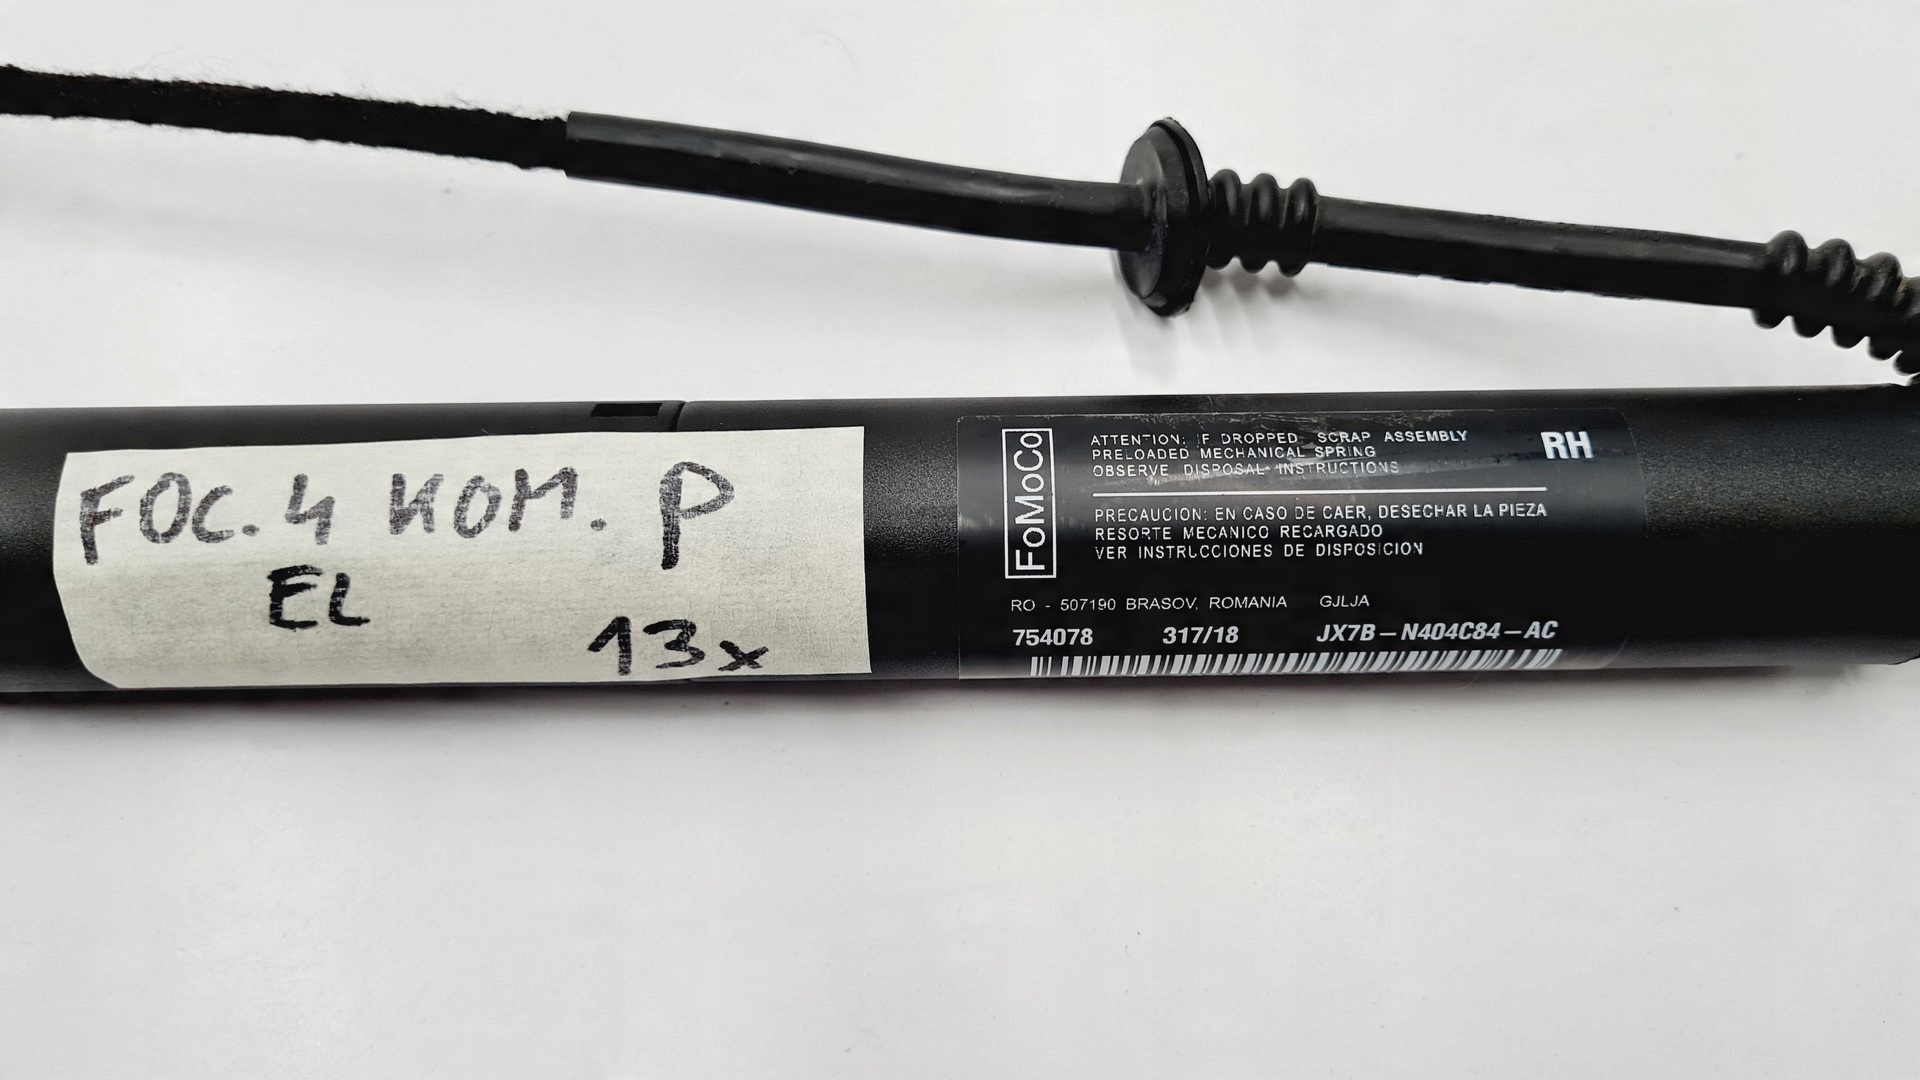 FOC. 4 KOM. P
EL
13x
FoMoCo
ATTENTION: IF DROPPED, SCRAP ASSEMBLY
PRELOADED MECHANICAL SPRING
OBSERVE DISPOSAL INSTRUCTIONS
RH
PRECAUCION: EN CASO DE CAER, DESECHAR LA PIEZA
RESORTE MECANICO RECARGADO
VER INSTRUCCIONES DE DISPOSICION
RO - 507190 BRASOV, ROMANIA GJLJA
754078 317/18 JX7B-N404C84-AC